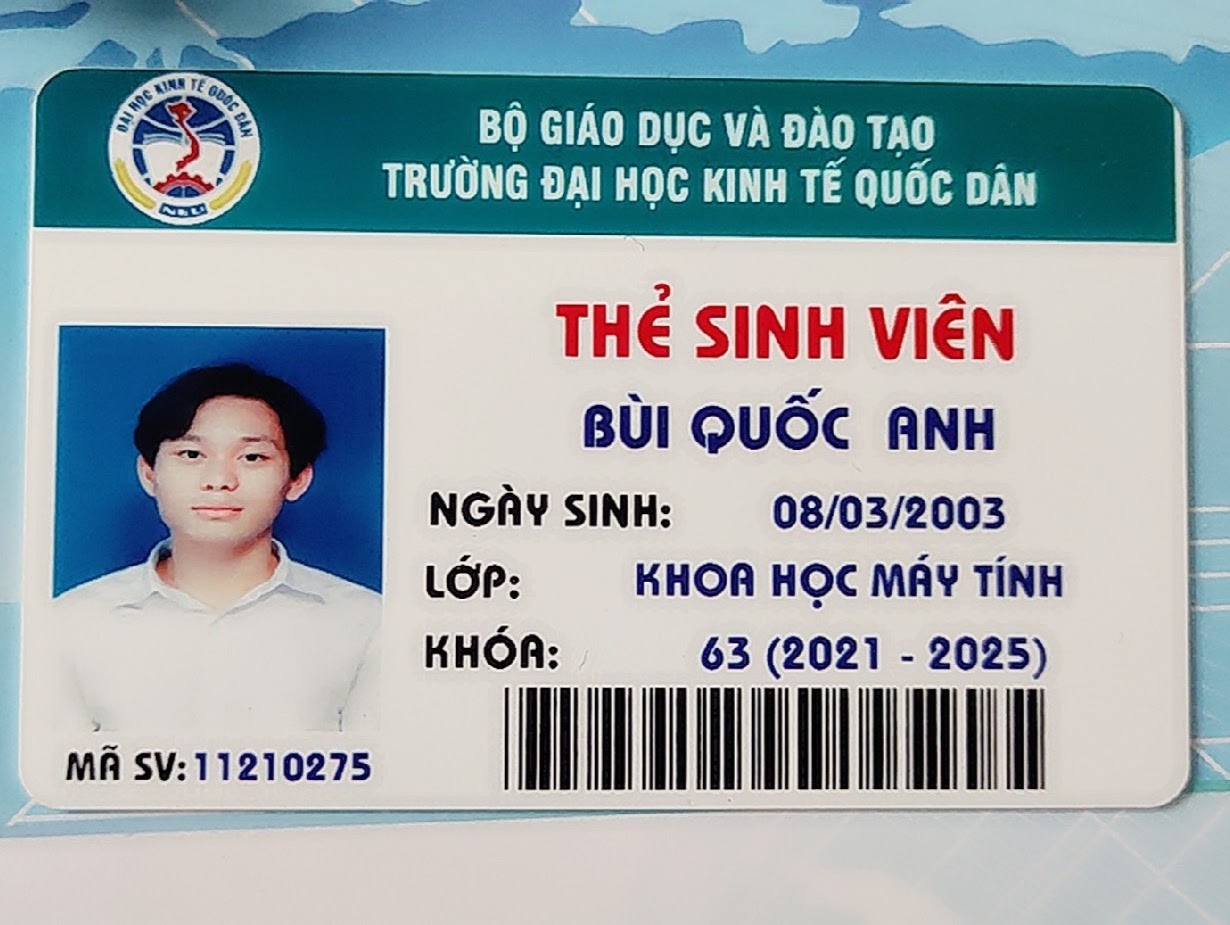 ĐẠI HỌC KINH TẾ QUỐC DÂN
NEU
BỘ GIÁO DỤC VÀ ĐÀO TẠO
TRƯỜNG ĐẠI HỌC KINH TẾ QUỐC DÂN
THẺ SINH VIÊN
BÙI QUỐC ANH
NGÀY SINH: 08/03/2003
LỚP: KHOA HỌC MÁY TÍNH
KHÓA: 63 (2021 - 2025)
MÃ SV: 11210275